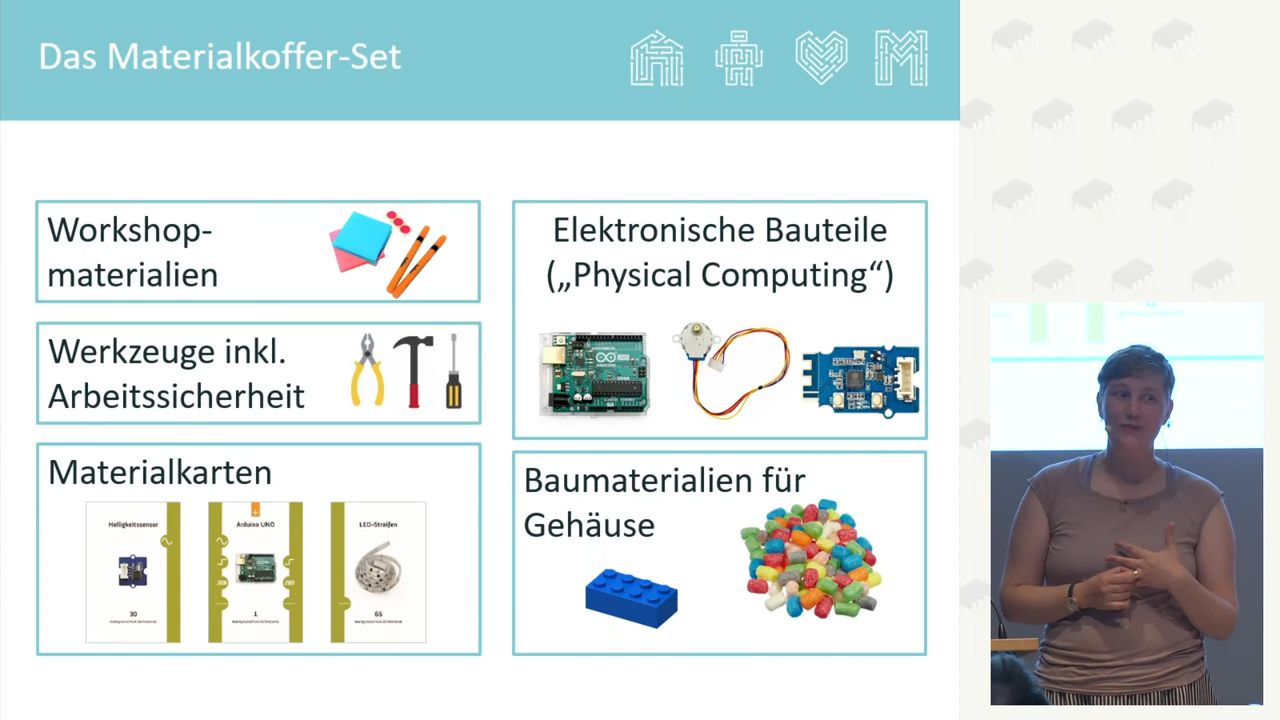 Das Materialkoffer-Set
Workshop-
materialien
Werkzeuge inkl.
Arbeitssicherheit
Materialkarten
Helligkeitssensor
30
Arduino UNO
1
LED-Streifen
65
Elektronische Bauteile
(„Physical Computing“)
Baumaterialien für
Gehäuse